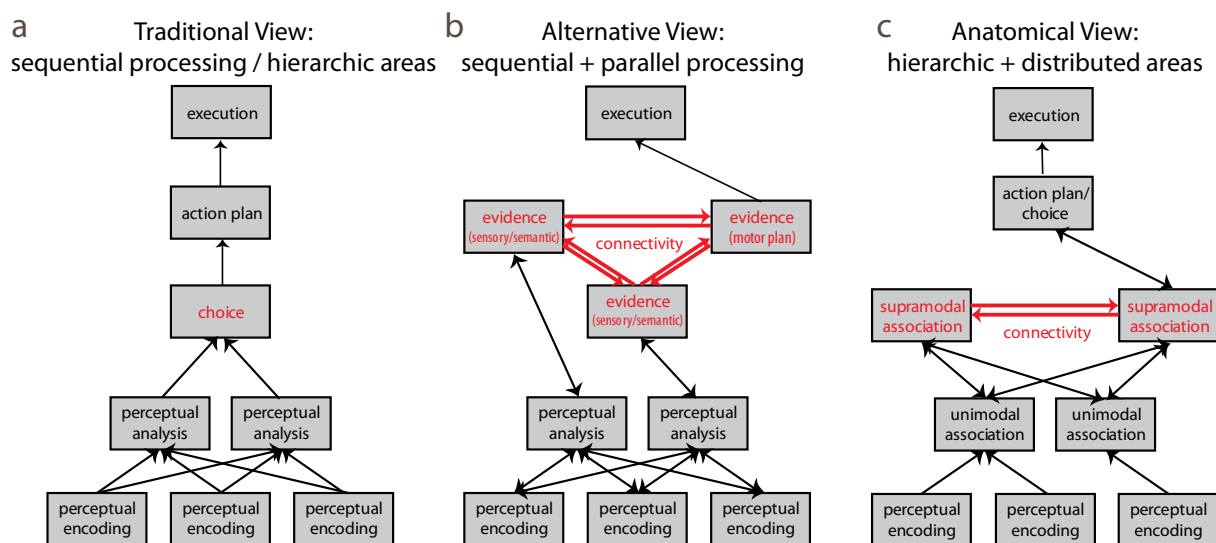 a
Traditional View:
sequential processing / hierarchic areas
execution
action plan
choice
perceptual
analysis
perceptual
analysis
perceptual
encoding
perceptual
encoding
perceptual
encoding
b
Alternative View:
sequential + parallel processing
execution
evidence
(sensory/semantic)
evidence
(motor plan)
connectivity
evidence
(sensory/semantic)
perceptual
analysis
perceptual
analysis
perceptual
encoding
perceptual
encoding
perceptual
encoding
c
Anatomical View:
hierarchic + distributed areas
execution
action plan/
choice
supramodal
association
supramodal
association
connectivity
unimodal
association
unimodal
association
perceptual
encoding
perceptual
encoding
perceptual
encoding